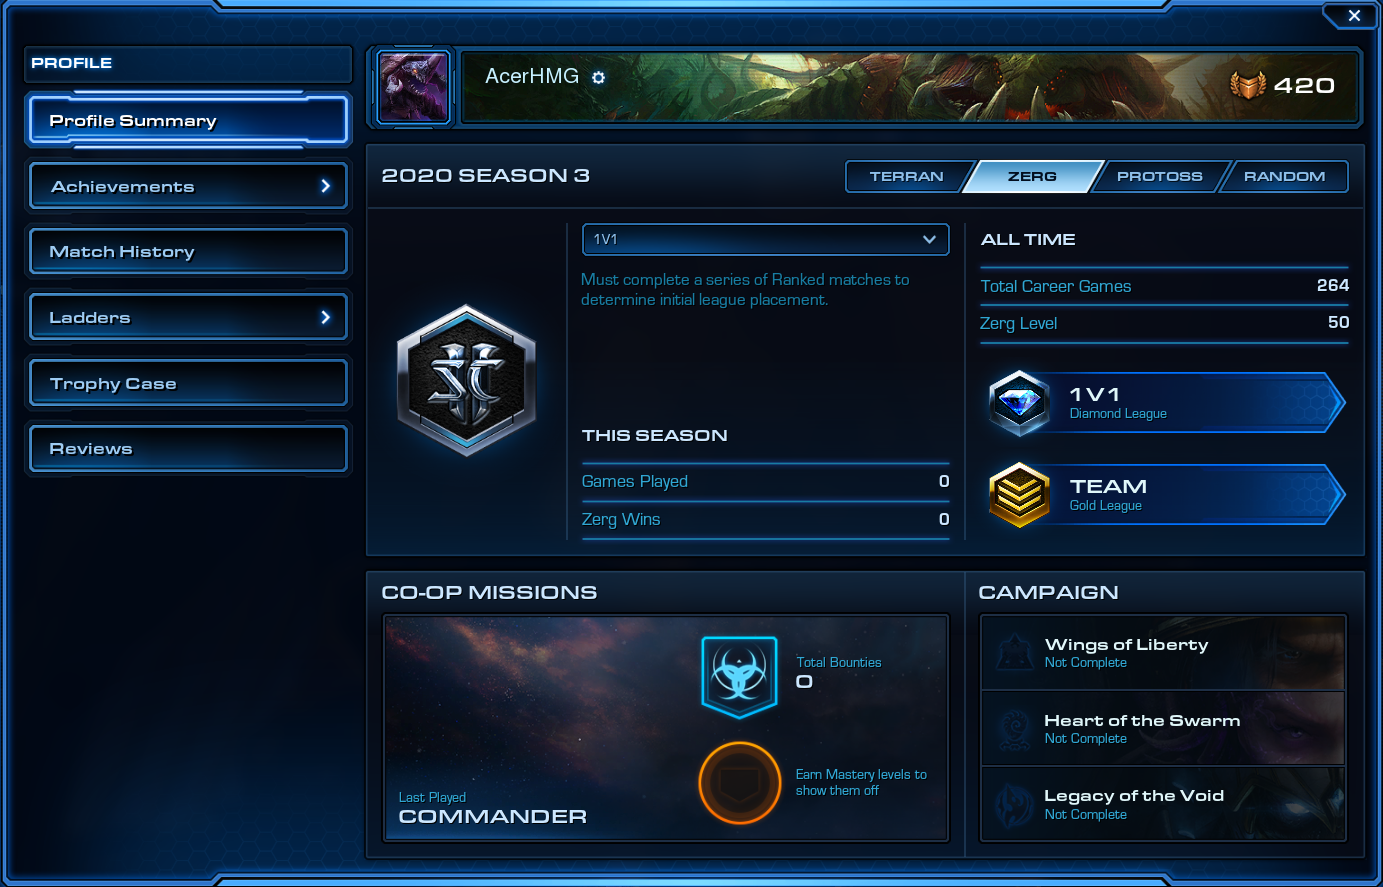 PROFILE
Profile Summary
Achievements
Match History
Ladders
Trophy Case
Reviews
AcerHMG
420
2020 SEASON 3
TERRAN
ZERG
PROTOSS
RANDOM
1V1
Must complete a series of Ranked matches to
determine initial league placement.
THIS SEASON
Games Played 0
Zerg Wins 0
ALL TIME
Total Career Games 264
Zerg Level 50
1V1
Diamond League
TEAM
Gold League
CO-OP MISSIONS
Total Bounties
0
Earn Mastery levels to
show them off
Last Played
COMMANDER
CAMPAIGN
Wings of Liberty
Not Complete
Heart of the Swarm
Not Complete
Legacy of the Void
Not Complete